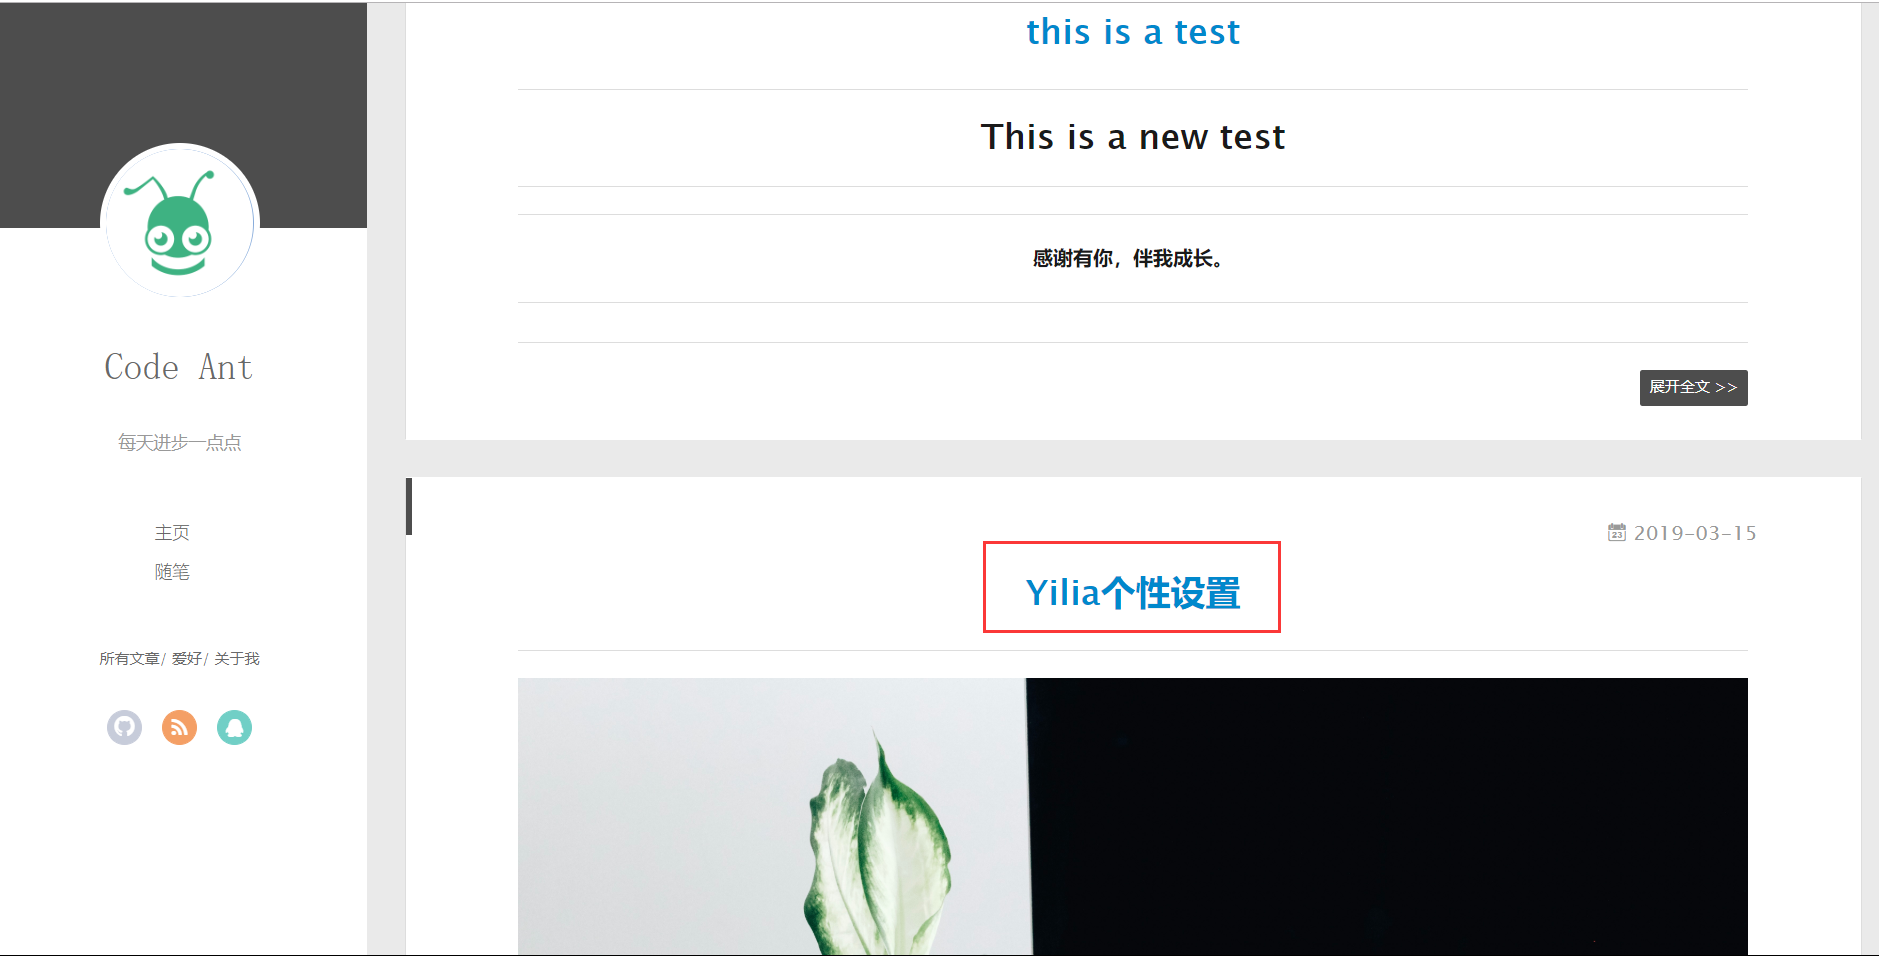 Code Ant
每天进步一点点
主页
随笔
所有文章/ 爱好/ 关于我
this is a test
This is a new test
感谢有你，伴我成长。
展开全文 >>
23 2019-03-15
Yilia个性设置